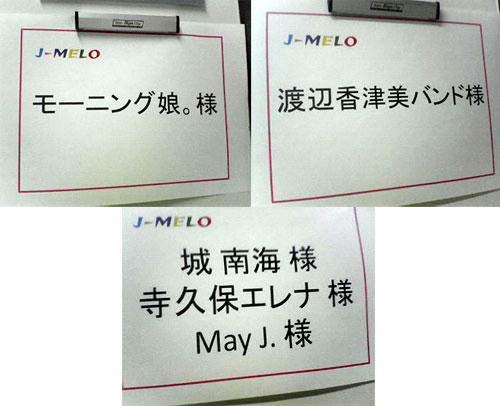 J-MELO
モーニング娘。様
J-MELO
渡辺香津美バンド様
J-MELO
城 南海 様
寺久保エレナ 様
May J. 様